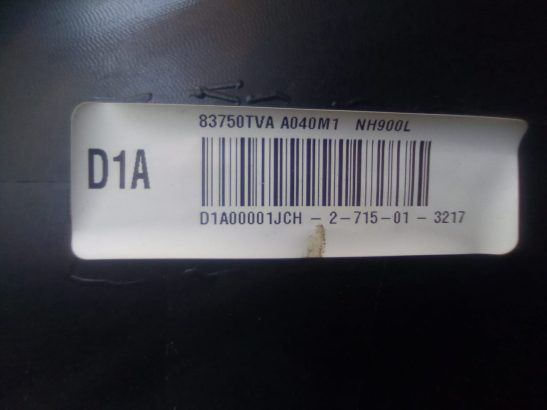 83750TVA A040M1 NH900L
D1A
D1A00001JCH - 2-715-01 - 3217